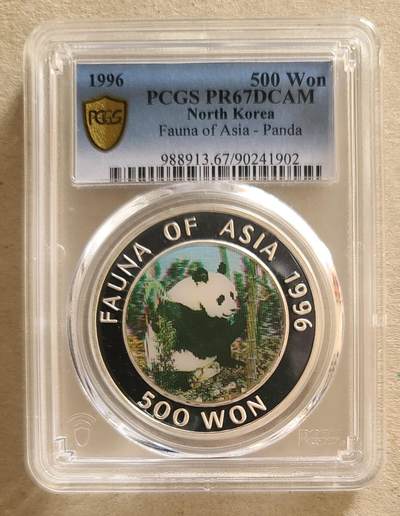 1996 500 Won
PCGS PR67DCAM
North Korea
Fauna of Asia - Panda
988913.67/90241902
PCGS
FAUNA OF ASIA 1996
500 WON